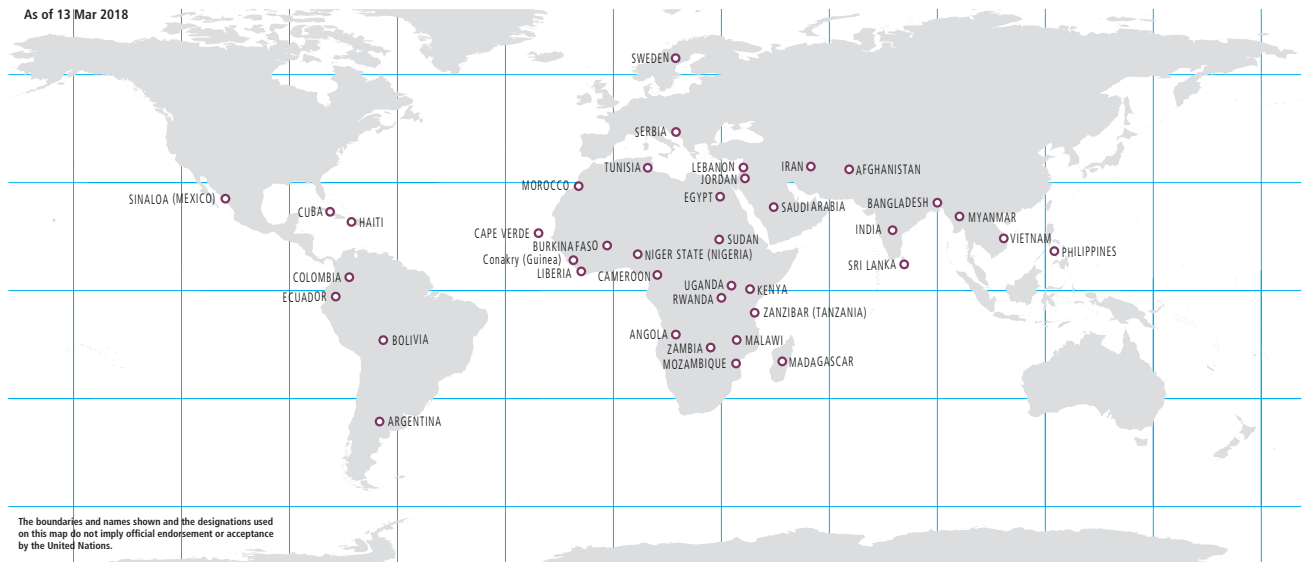 As of 13 Mar 2018
SWEDEN
SERBIA
TUNISIA
LEBANON
IRAN
AFGHANISTAN
JORDAN
MOROCCO
EGYPT
SINALOA (MEXICO)
SAUDI ARABIA
BANGLADESH
CUBA
HAITI
MYANMAR
INDIA
CAPE VERDE
SUDAN
VIETNAM
BURKINA FASO
NIGER STATE (NIGERIA)
PHILIPPINES
Conakry (Guinea)
SRI LANKA
LIBERIA
CAMEROON
COLOMBIA
UGANDA
KENYA
ECUADOR
RWANDA
ZANZIBAR (TANZANIA)
ANGOLA
BOLIVIA
MALAWI
ZAMBIA
MOZAMBIQUE
MADAGASCAR
ARGENTINA
The boundaries and names shown and the designations used
on this map do not imply official endorsement or acceptance
by the United Nations.